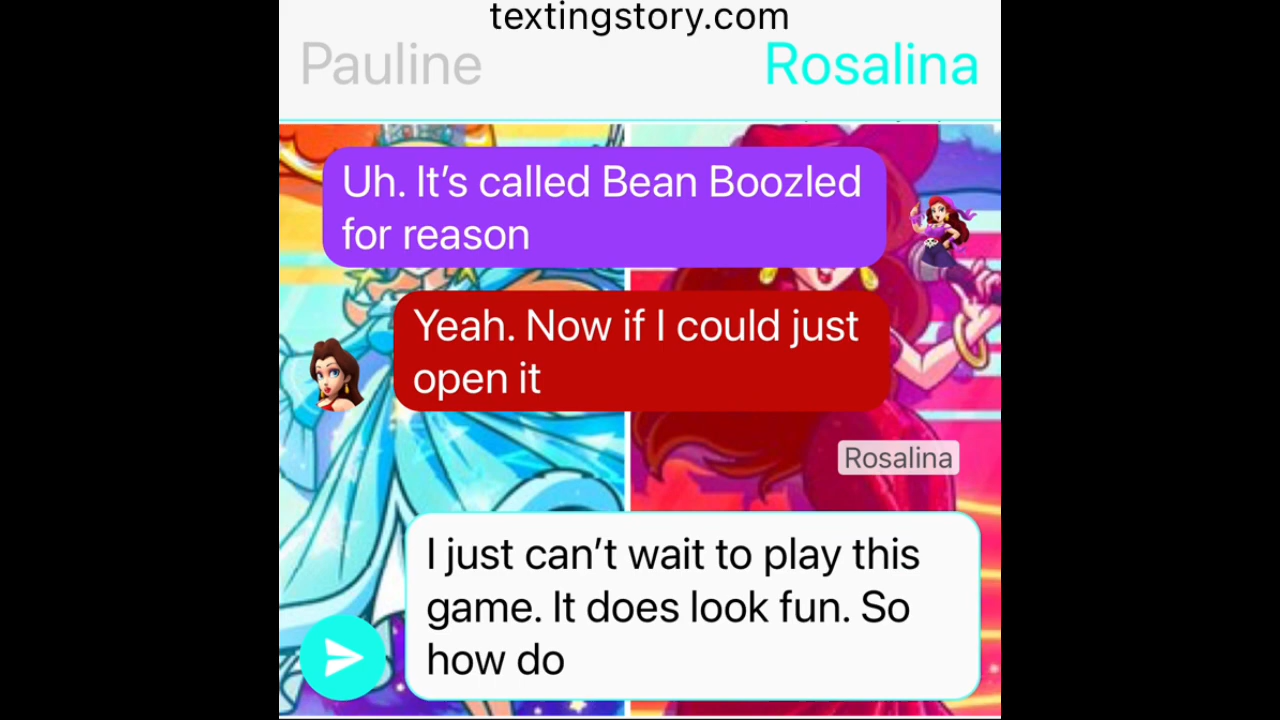 textingstory.com
Pauline
Rosalina
Uh. It’s called Bean Boozled
for reason
Yeah. Now if I could just
open it
Rosalina
I just can’t wait to play this
game. It does look fun. So
how do